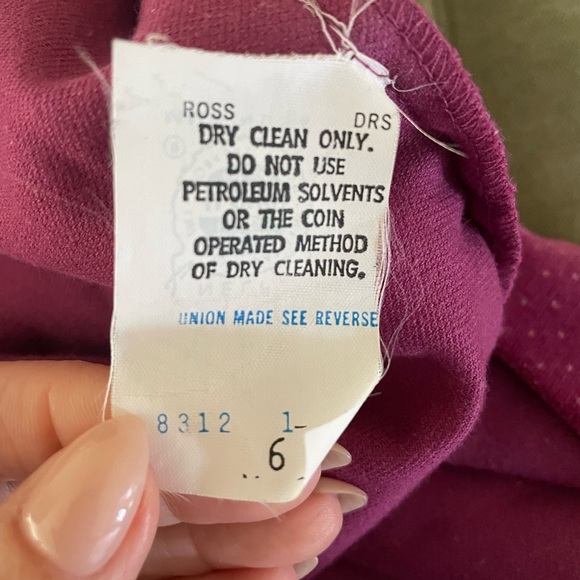 ROSS DRS
DRY CLEAN ONLY.
DO NOT USE
PETROLEUM SOLVENTS
OR THE COIN
OPERATED METHOD
OF DRY CLEANING.
UNION MADE SEE REVERSE
8312 1-
6